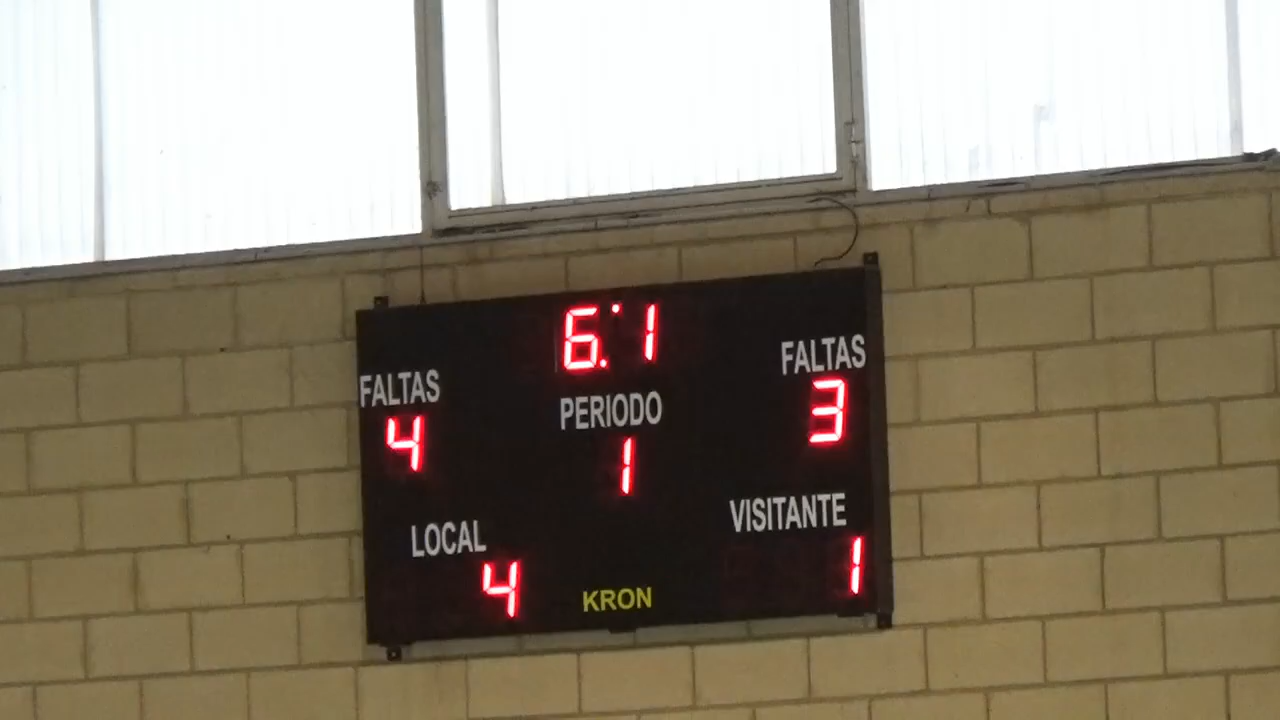 6.1
FALTAS
FALTAS
4
PERIODO
3
1
LOCAL
VISITANTE
4
KRON
1